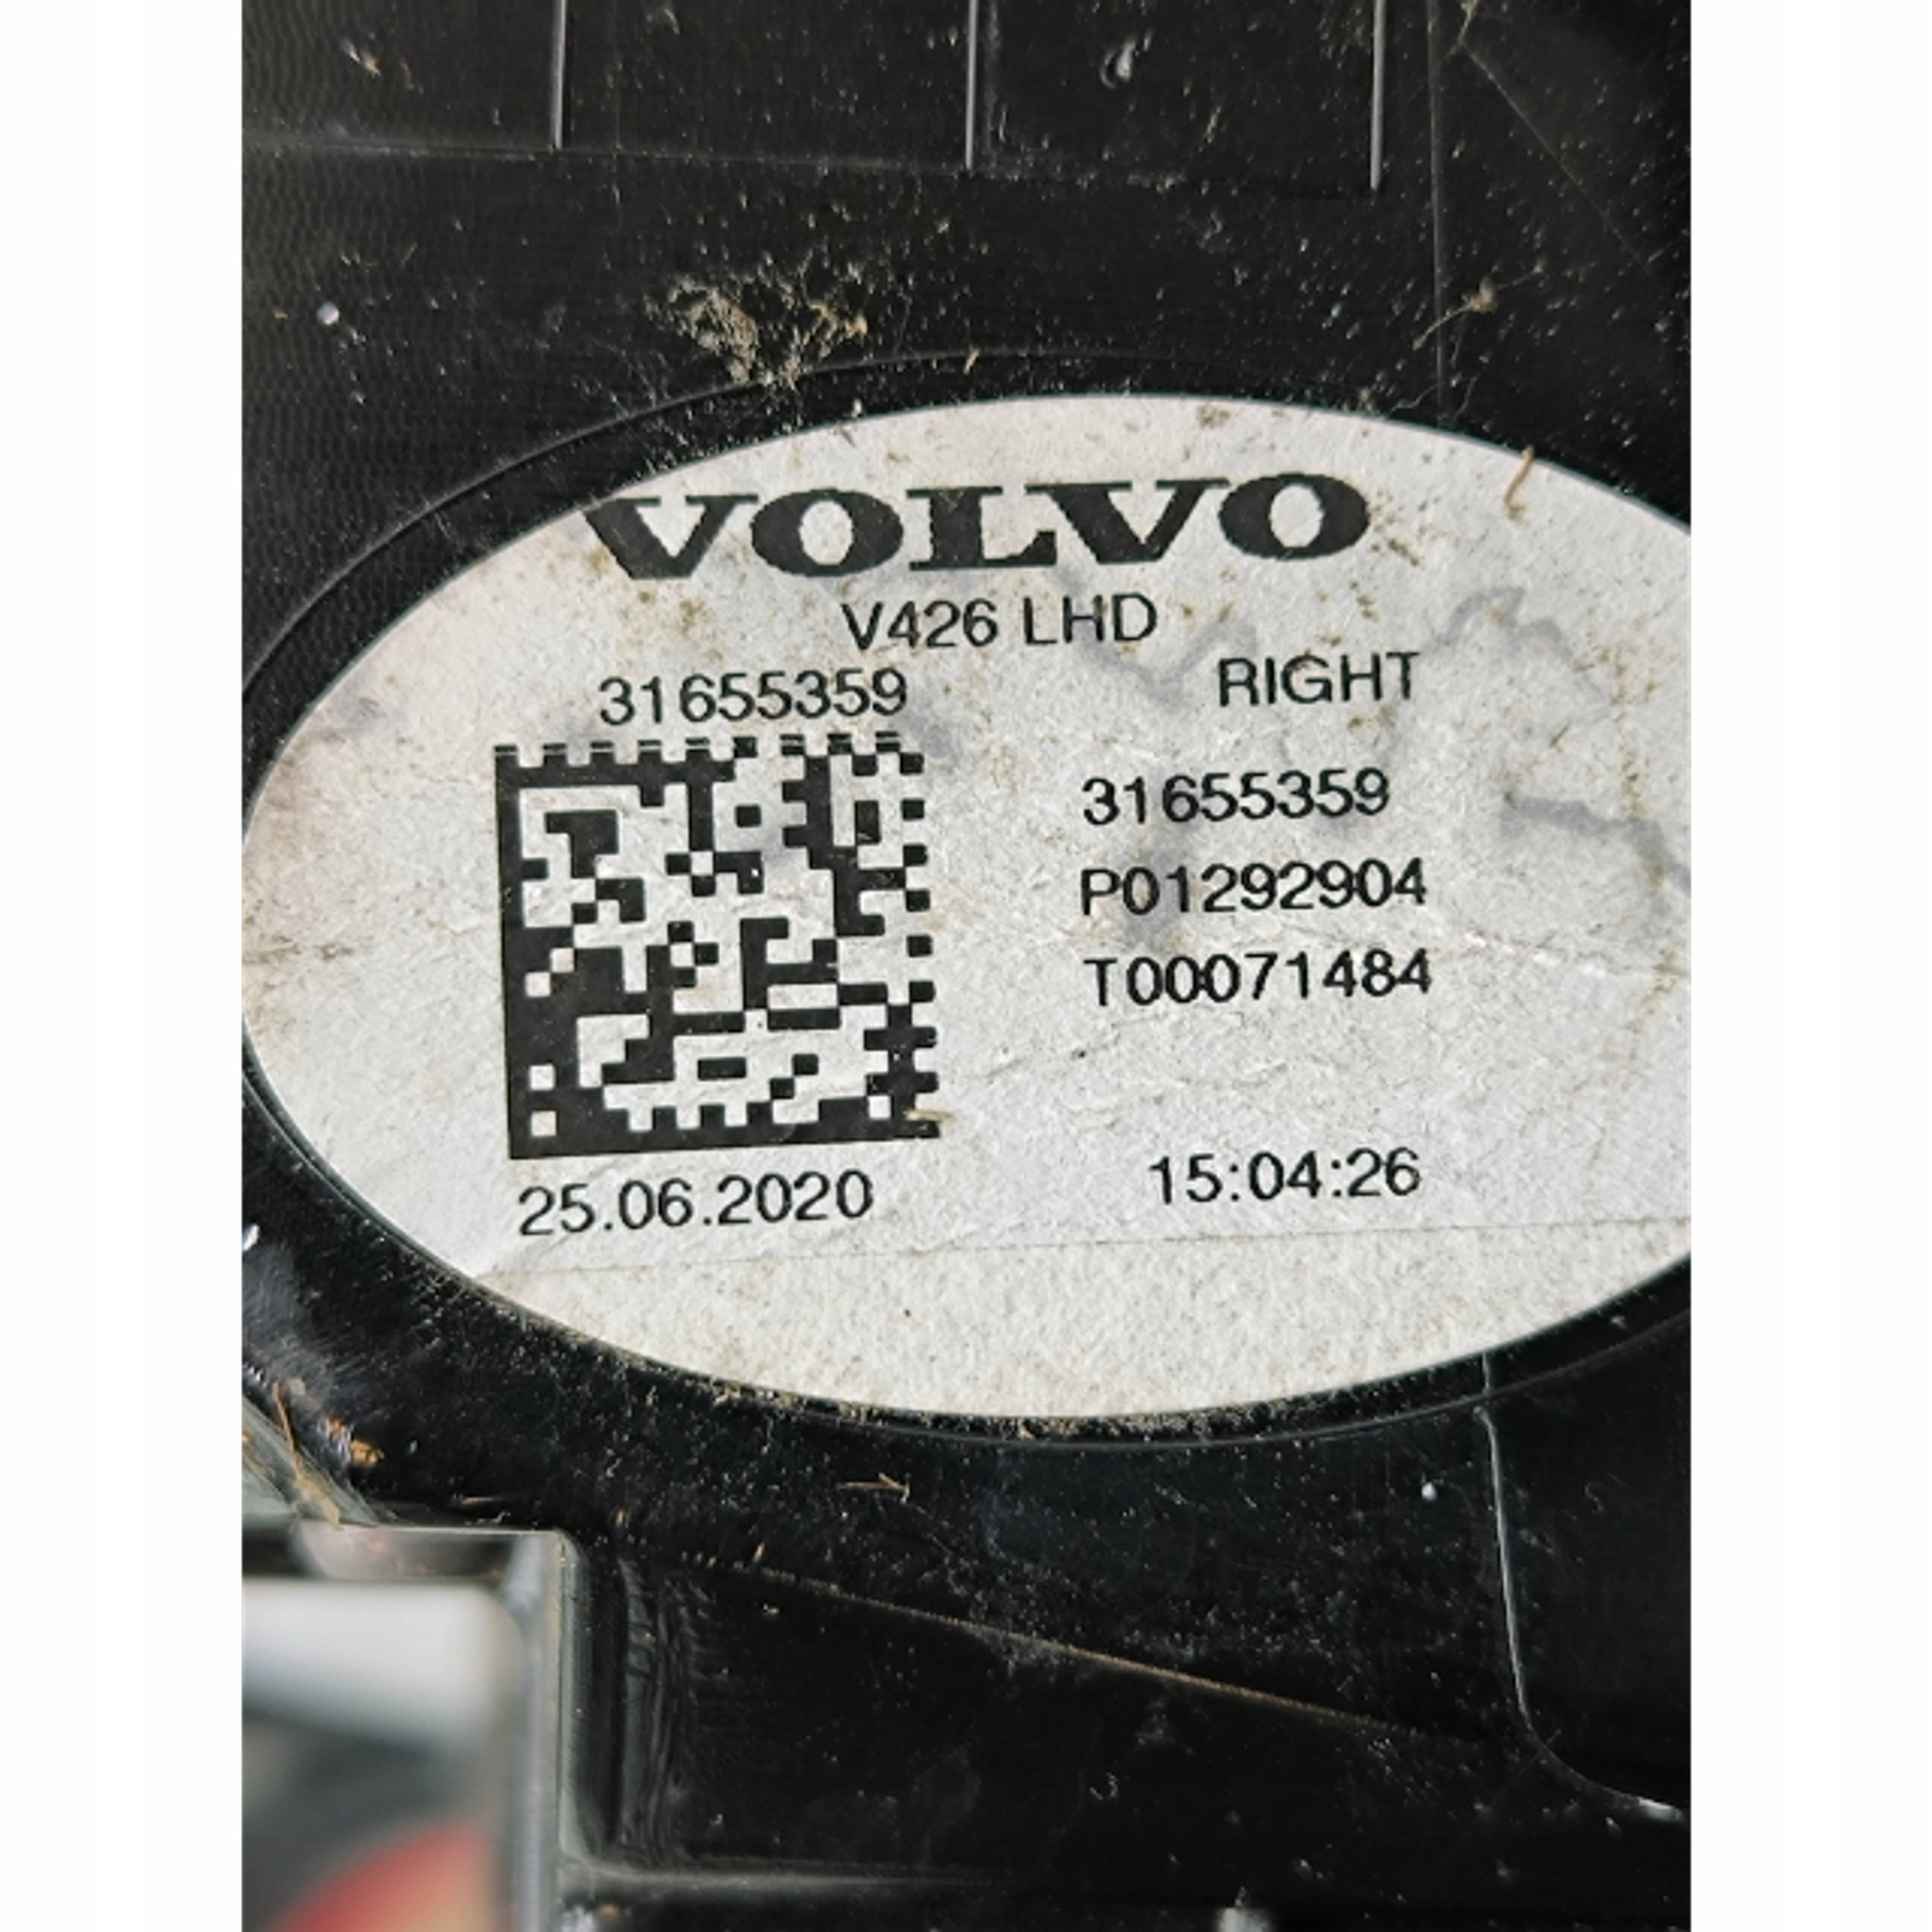 VOLVO
V426 LHD
31655359 RIGHT
31655359
P01292904
T00071484
25.06.2020 15:04:26